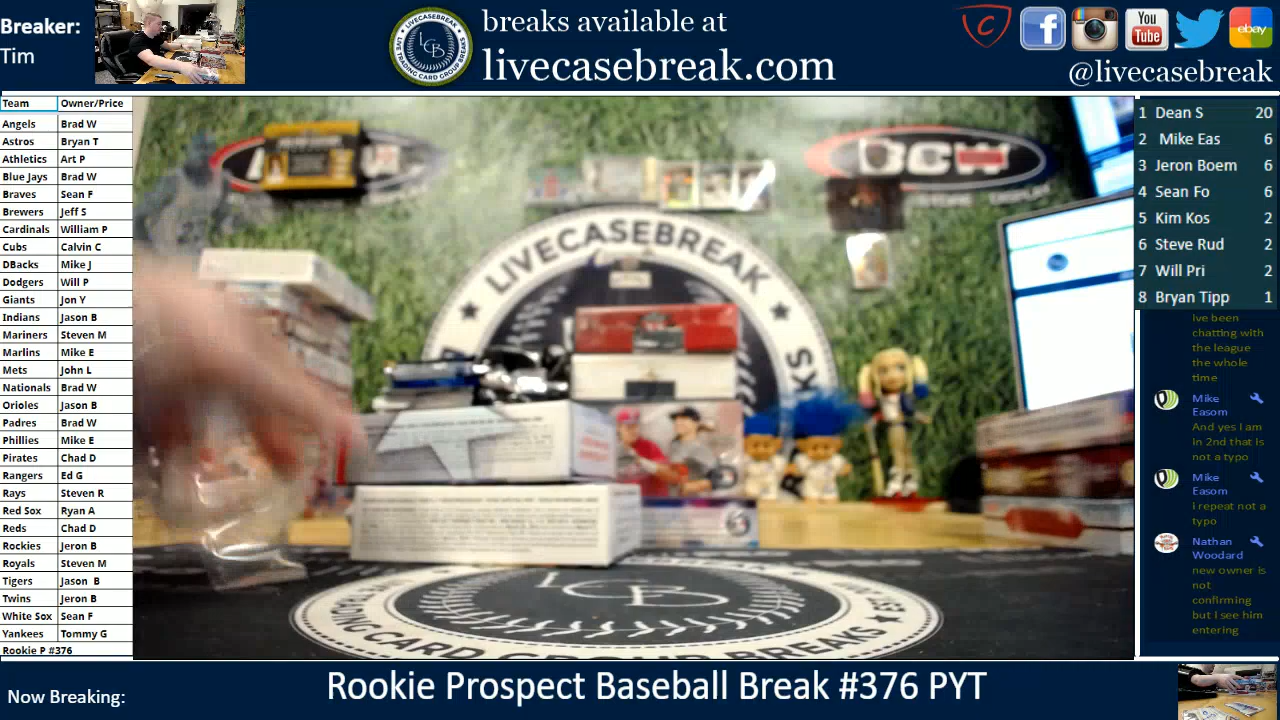 Breaker:
Tim
LCB
breaks available at
livecasebreak.com
You
Tube
ebay
@livecasebreak
Team Owner/Price
Angels Brad W
Astros Bryan T
Athletics Art P
Blue Jays Brad W
Braves Sean F
Brewers Jeff S
Cardinals William P
Cubs Calvin C
DBacks Mike J
Dodgers Will P
Giants Jon Y
Indians Jason B
Mariners Steven M
Marlins Mike E
Mets John L
Nationals Brad W
Orioles Jason B
Padres Brad W
Phillies Mike E
Pirates Chad D
Rangers Ed G
Rays Steven R
Red Sox Ryan A
Reds Chad D
Rockies Jeron B
Royals Steven M
Tigers Jason B
Twins Jeron B
White Sox Sean F
Yankees Tommy G
Rookie P #376
LIVECASEBREAK
LCB
CARD GROUP BREAKS
1 Dean S 20
2 Mike Eas 6
3 Jeron Boem 6
4 Sean Fo 6
5 Kim Kos 2
6 Steve Rud 2
7 Will Pri 2
8 Bryan Tipp 1
ive been
chatting with
the league
the whole
time
Mike
Easom
And yes I am
in 2nd that is
not a typo
Mike
Easom
i repeat not a
typo
Nathan
Woodard
new owner is
not
confirming
but i see him
entering
Now Breaking:
Rookie Prospect Baseball Break #376 PYT